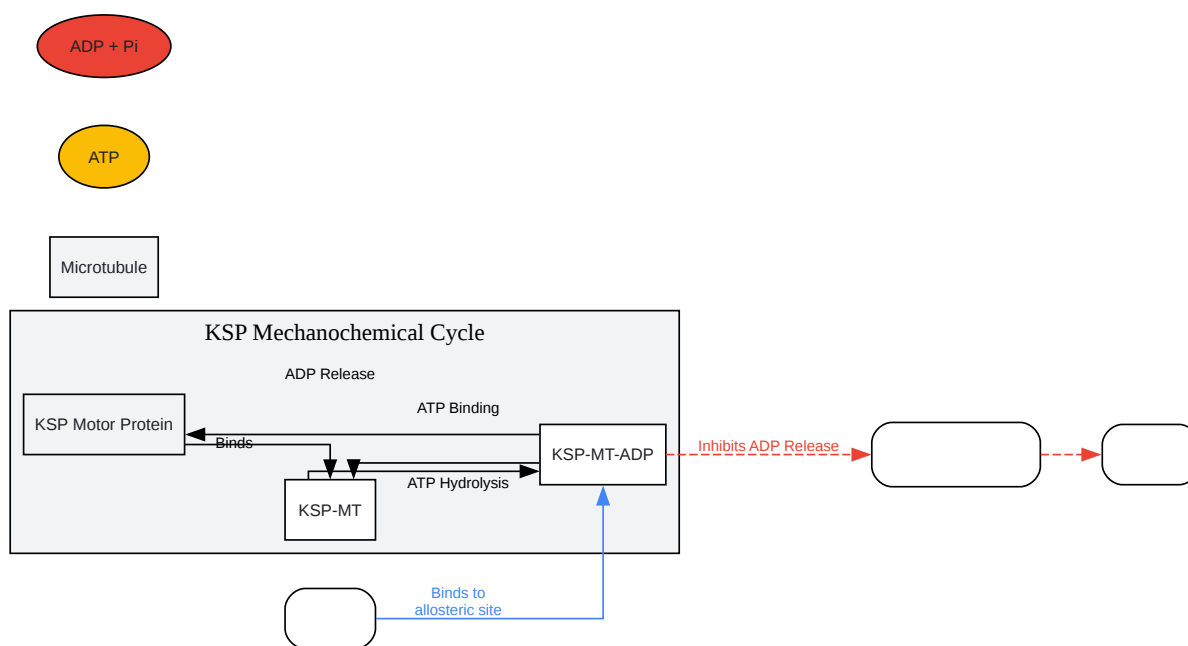 ADP + Pi
ATP
Microtubule
KSP Mechanochemical Cycle
ADP Release
ATP Binding
KSP Motor Protein
Binds
Inhibits ADP Release
KSP-MT-ADP
ATP Hydrolysis
KSP-MT
Binds to
allosteric site